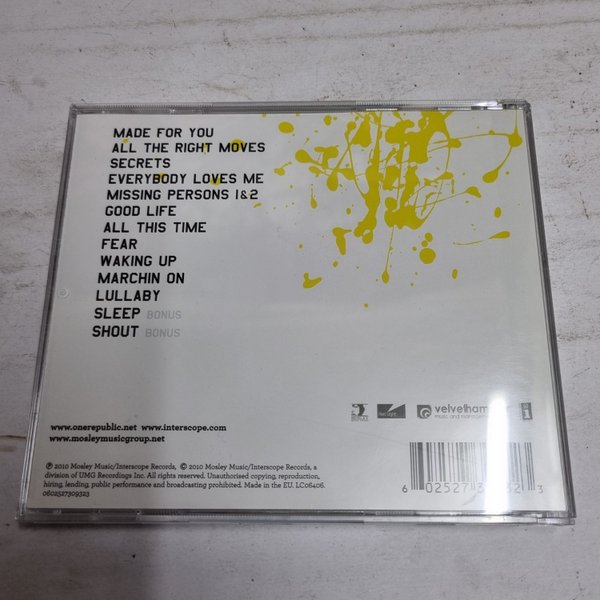 MADE FOR YOU
ALL THE RIGHT MOVES
SECRETS
EVERYBODY LOVES ME
MISSING PERSONS 1&2
GOOD LIFE
ALL THIS TIME
FEAR
WAKING UP
MARCHIN ON
LULLABY
SLEEP BONUS
SHOUT BONUS
www.onerepublic.net www.interscope.com
www.mosleymusicgroup.net
℗ 2010 Mosley Music/Interscope Records, © 2010 Mosley Music/Interscope Records, a
division of UMG Recordings Inc. All rights reserved. Unauthorised copying, reproduction,
hiring, lending, public performance and broadcasting prohibited. Made in the EU. LC06406.
0602527309323
6 02527